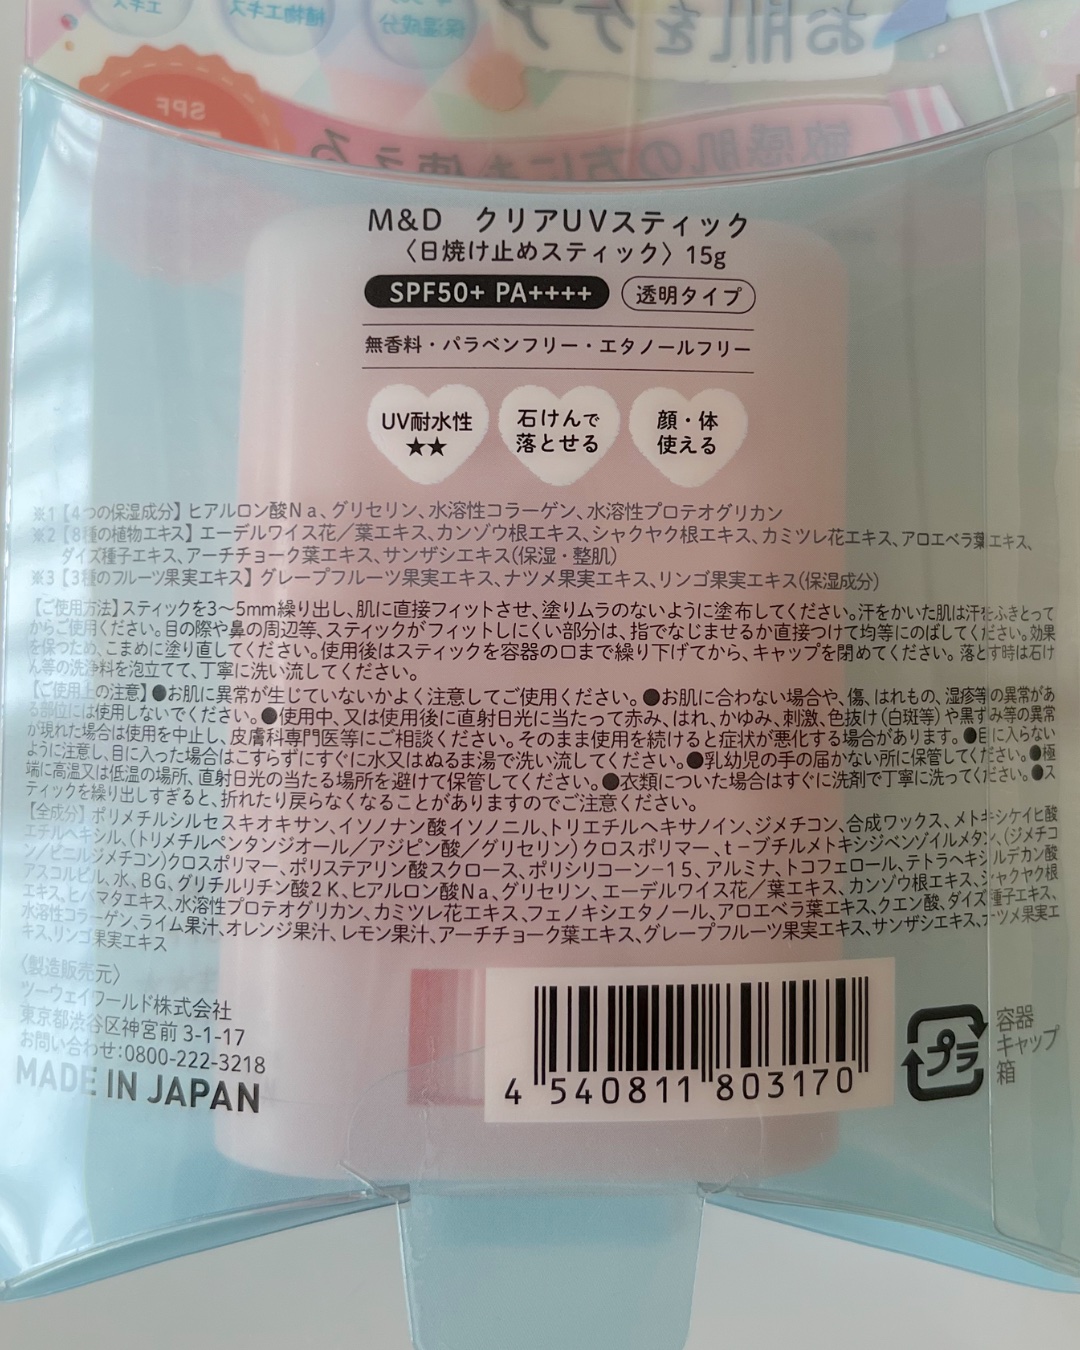 お肌をケア
保湿成分
植物エキス
エキス
SPF
敏感肌の方にも使える
M&D クリアUVスティック
〈日焼け止めスティック〉15g
SPF50+ PA++++ 透明タイプ
無香料・パラベンフリー・エタノールフリー
UV耐水性 ★★
石けんで落とせる
顔・体 使える
※1【4つの保湿成分】ヒアルロン酸Na、グリセリン、水溶性コラーゲン、水溶性プロテオグリカン
※2【8種の植物エキス】エーデルワイス花／葉エキス、カンゾウ根エキス、シャクヤク根エキス、カミツレ花エキス、アロエベラ葉エキス、
ダイズ種子エキス、アーチチョーク葉エキス、サンザシエキス(保湿・整肌)
※3【3種のフルーツ果実エキス】グレープフルーツ果実エキス、ナツメ果実エキス、リンゴ果実エキス(保湿成分)
【ご使用方法】スティックを3〜5mm繰り出し、肌に直接フィットさせ、塗りムラのないように塗布してください。汗をかいた肌は汗をふきとって
からご使用ください。目の際や鼻の周辺等、スティックがフィットしにくい部分は、指でなじませるか直接つけて均等にのばしてください。効果
を保つため、こまめに塗り直してください。使用後はスティックを容器の口まで繰り下げてから、キャップを閉めてください。落とす時は石け
ん等の洗浄料を泡立てて、丁寧に洗い流してください。
【ご使用上の注意】●お肌に異常が生じていないかよく注意してご使用ください。●お肌に合わない場合や、傷、はれもの、湿疹等の異常があ
る部位には使用しないでください。●使用中、又は使用後に直射日光に当たって赤み、はれ、かゆみ、刺激、色抜け(白斑等)や黒ずみ等の異常
が現れた場合は使用を中止し、皮膚科専門医等にご相談ください。そのまま使用を続けると症状が悪化する場合があります。●目に入らない
ように注意し、目に入った場合はこすらずにすぐに水又はぬるま湯で洗い流してください。●乳幼児の手の届かない所に保管してください。●極
端に高温又は低温の場所、直射日光の当たる場所を避けて保管してください。●衣類についた場合はすぐに洗剤で丁寧に洗ってください。●ス
ティックを繰り出しすぎると、折れたり戻らなくなることがありますのでご注意ください。
【全成分】ポリメチルシルセスキオキサン、イソノナン酸イソノニル、トリエチルヘキサノイン、ジメチコン、合成ワックス、メトキシケイヒ酸
エチルヘキシル、(トリメチルペンタンジオール／アジピン酸／グリセリン)クロスポリマー、t－ブチルメトキシジベンゾイルメタン、(ジメチコ
ン／ビニルジメチコン)クロスポリマー、ポリステアリン酸スクロース、ポリシリコーン－15、アルミナ、トコフェロール、テトラヘキシルデカン酸
アスコルビル、水、BG、グリチルリチン酸2K、ヒアルロン酸Na、グリセリン、エーデルワイス花／葉エキス、カンゾウ根エキス、シャクヤク根
エキス、ヒバマタエキス、水溶性プロテオグリカン、カミツレ花エキス、フェノキシエタノール、アロエベラ葉エキス、クエン酸、ダイズ種子エキス、
水溶性コラーゲン、ライム果汁、オレンジ果汁、レモン果汁、アーチチョーク葉エキス、グレープフルーツ果実エキス、サンザシエキス、ナツメ果実エ
キス、リンゴ果実エキス
〈製造販売元〉
ツーウェイワールド株式会社
東京都渋谷区神宮前 3-1-17
お問い合わせ:0800-222-3218
MADE IN JAPAN
4 540811 803170
プラ
容器
キャップ
箱